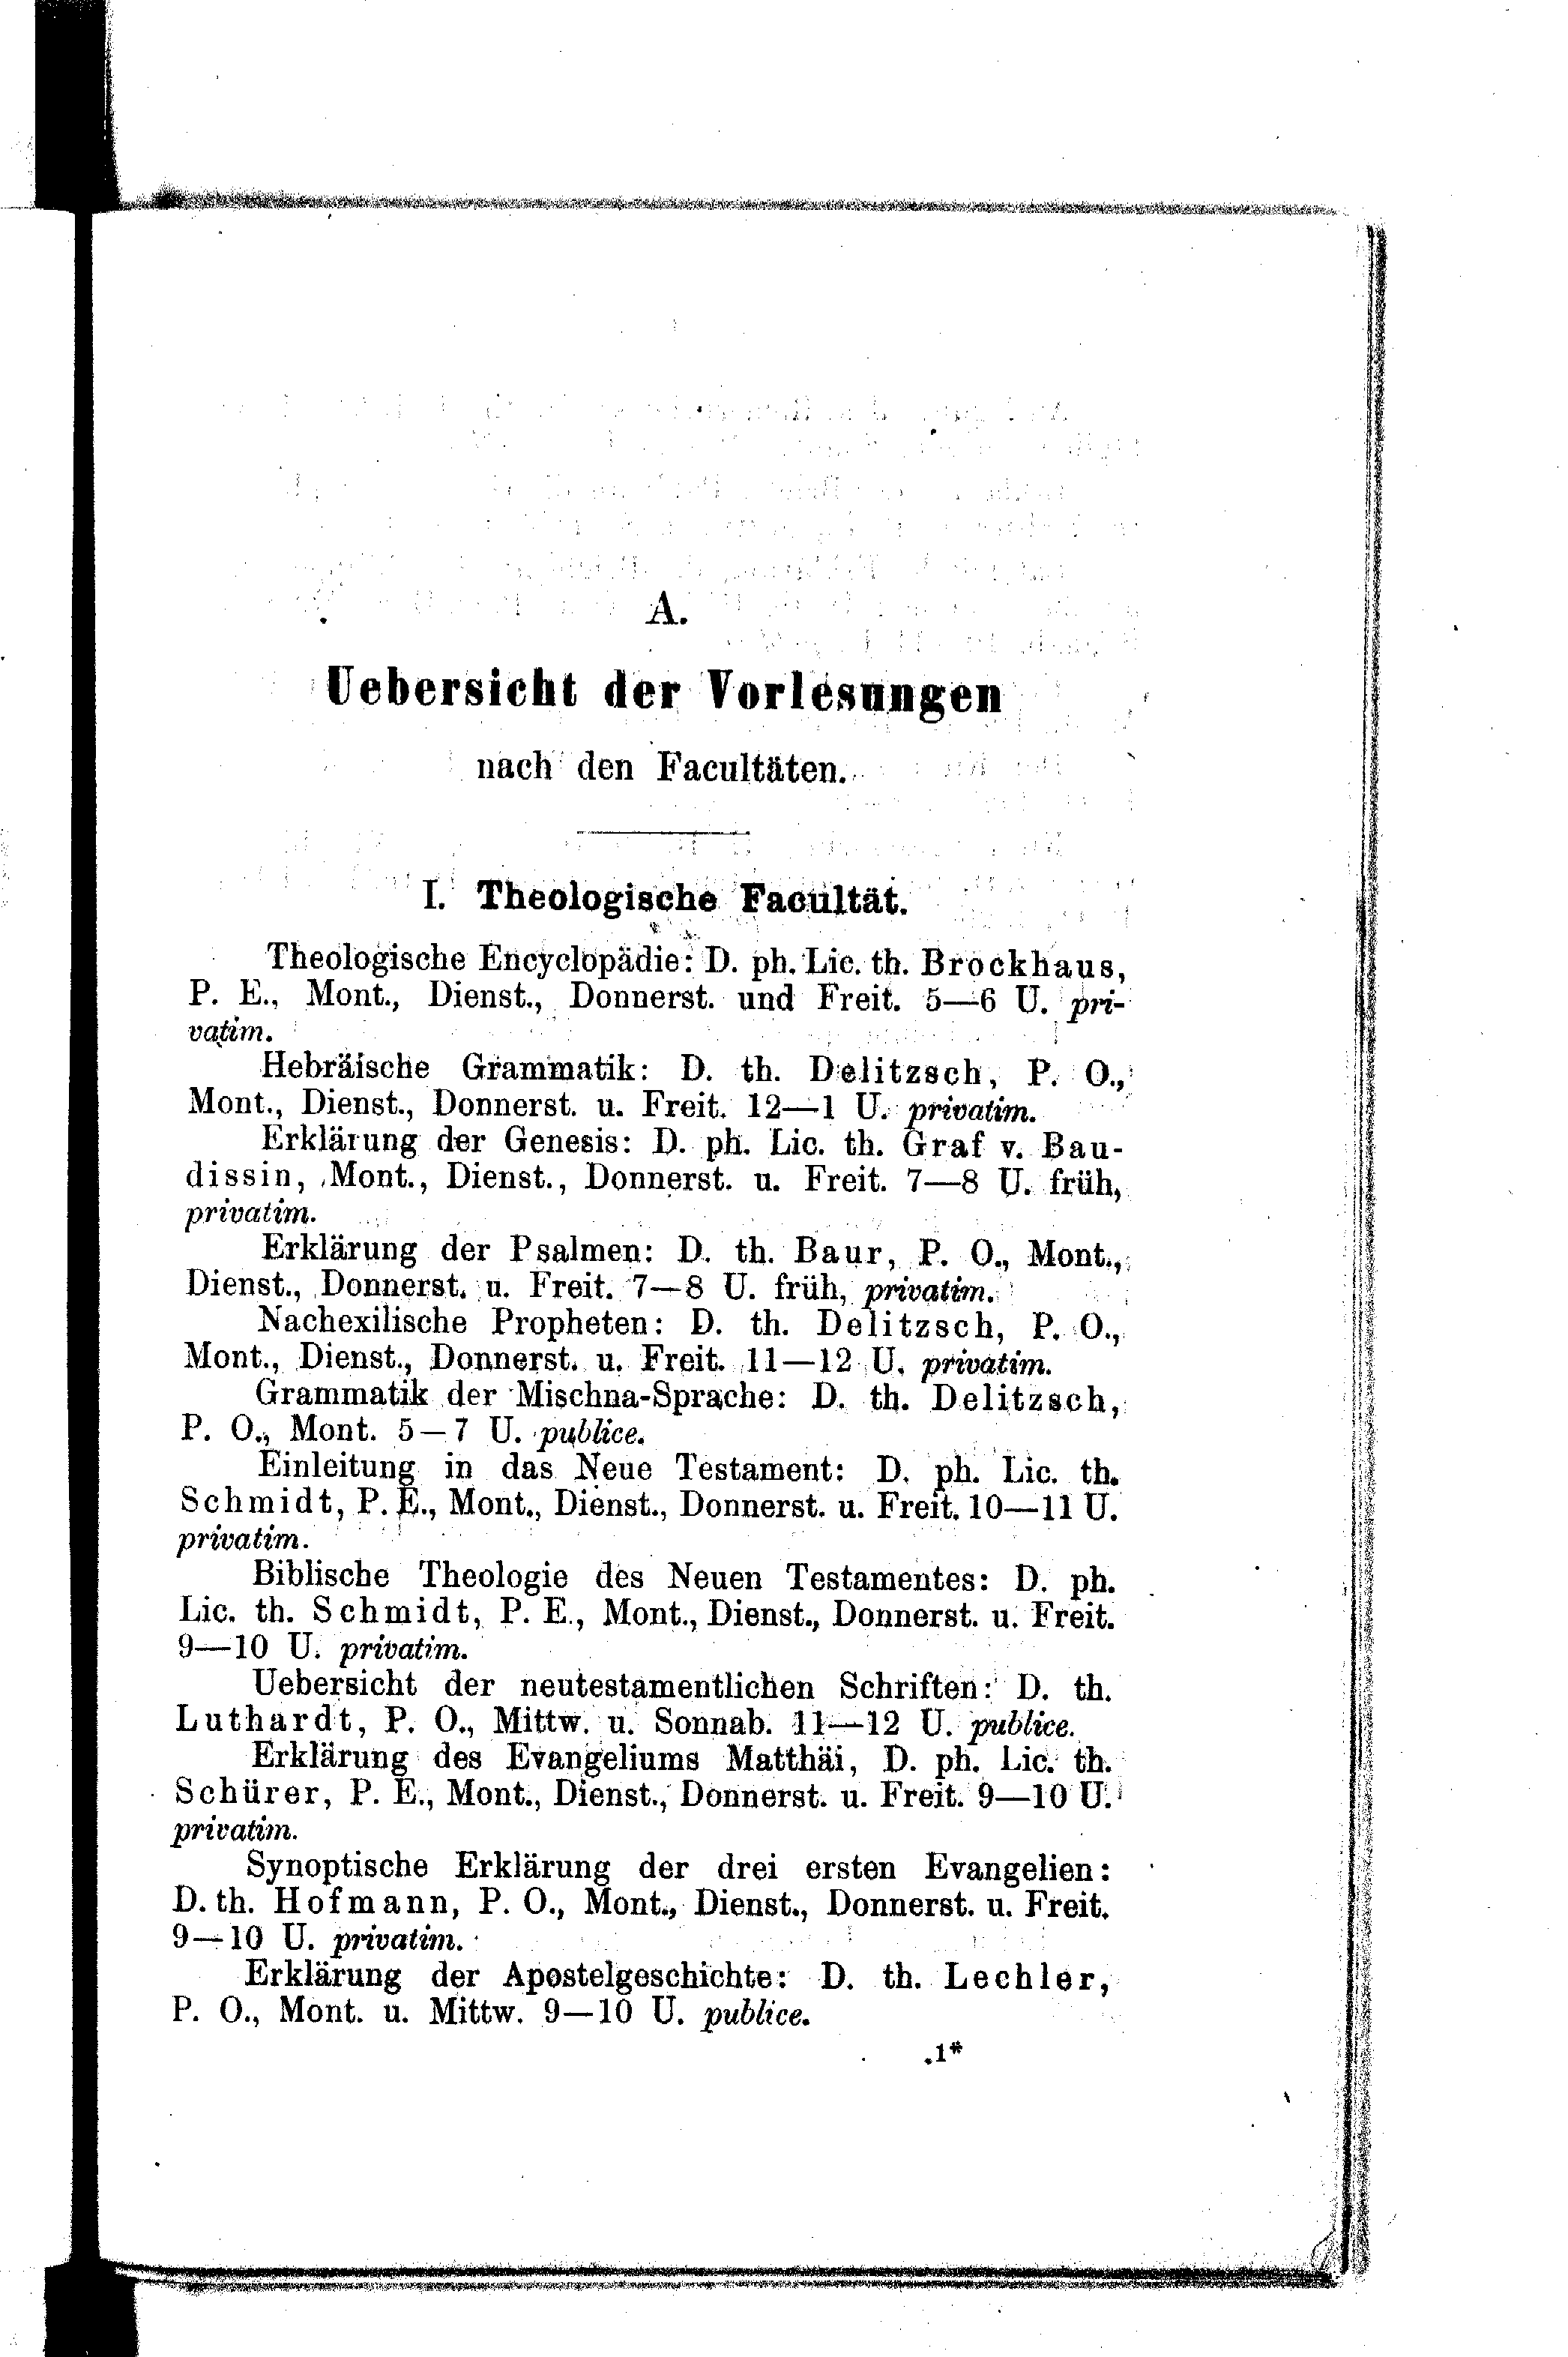 A.
Uebersicht der Vorlesungen
nach den Facultäten.
I. Theologische Facultät.
Theologische Encyclopädie: D. ph. Lic. th. Brockhaus,
P. E., Mont., Dienst., Donnerst. und Freit. 5—6 U. pri-
vatim.
Hebräische Grammatik: D. th. Delitzsch, P. O.,
Mont., Dienst., Donnerst. u. Freit. 12—1 U. privatim.
Erklärung der Genesis: D. ph. Lic. th. Graf v. Bau-
dissin, Mont., Dienst., Donnerst. u. Freit. 7—8 U. früh,
privatim.
Erklärung der Psalmen: D. th. Baur, P. O., Mont.,
Dienst., Donnerst. u. Freit. 7—8 U. früh, privatim.
Nachexilische Propheten: D. th. Delitzsch, P. O.,
Mont., Dienst., Donnerst. u. Freit. 11—12 U. privatim.
Grammatik der Mischna-Sprache: D. th. Delitzsch,
P. O., Mont. 5—7 U. publice.
Einleitung in das Neue Testament: D. ph. Lic. th.
Schmidt, P. E., Mont., Dienst., Donnerst. u. Freit. 10—11 U.
privatim.
Biblische Theologie des Neuen Testamentes: D. ph.
Lic. th. Schmidt, P. E., Mont., Dienst., Donnerst. u. Freit.
9—10 U. privatim.
Uebersicht der neutestamentlichen Schriften: D. th.
Luthardt, P. O., Mittw. u. Sonnab. 11—12 U. publice.
Erklärung des Evangeliums Matthäi, D. ph. Lic. th.
Schürer, P. E., Mont., Dienst., Donnerst. u. Freit. 9—10 U.
privatim.
Synoptische Erklärung der drei ersten Evangelien:
D. th. Hofmann, P. O., Mont., Dienst., Donnerst. u. Freit.
9—10 U. privatim.
Erklärung der Apostelgeschichte: D. th. Lechler,
P. O., Mont. u. Mittw. 9—10 U. publice.
1*